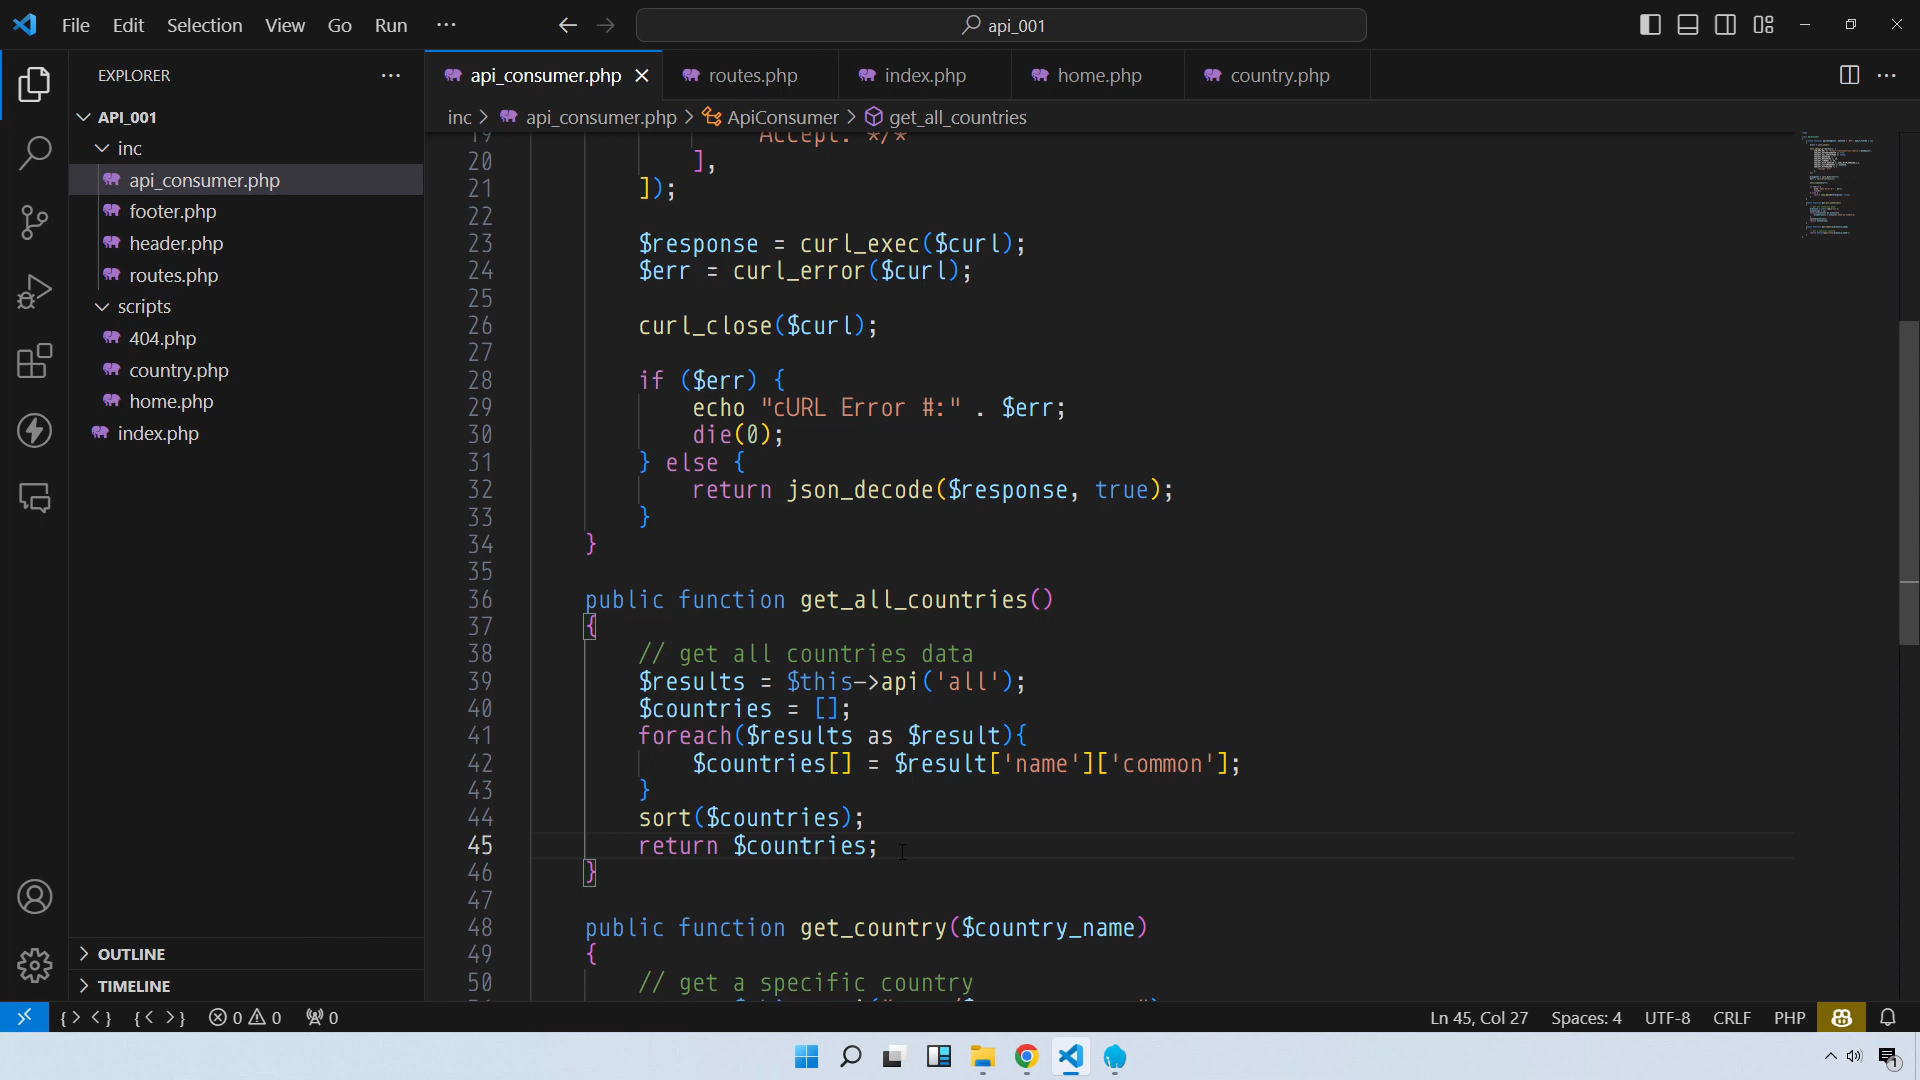 File Edit Selection View Go Run ··· api_001
EXPLORER ···
API_001
inc
api_consumer.php
footer.php
header.php
routes.php
scripts
404.php
country.php
home.php
index.php
OUTLINE
TIMELINE
api_consumer.php routes.php index.php home.php country.php
inc > api_consumer.php > ApiConsumer > get_all_countries
19 "Accept: */*"
20 ],
21 ]);
22
23 $response = curl_exec($curl);
24 $err = curl_error($curl);
25
26 curl_close($curl);
27
28 if ($err) {
29 echo "cURL Error #:" . $err;
30 die(0);
31 } else {
32 return json_decode($response, true);
33 }
34 }
35
36 public function get_all_countries()
37 {
38 // get all countries data
39 $results = $this->api('all');
40 $countries = [];
41 foreach($results as $result){
42 $countries[] = $result['name']['common'];
43 }
44 sort($countries);
45 return $countries;
46 }
47
48 public function get_country($country_name)
49 {
50 // get a specific country
{> <} {< >} 0 0 0 Ln 45, Col 27 Spaces: 4 UTF-8 CRLF PHP
1